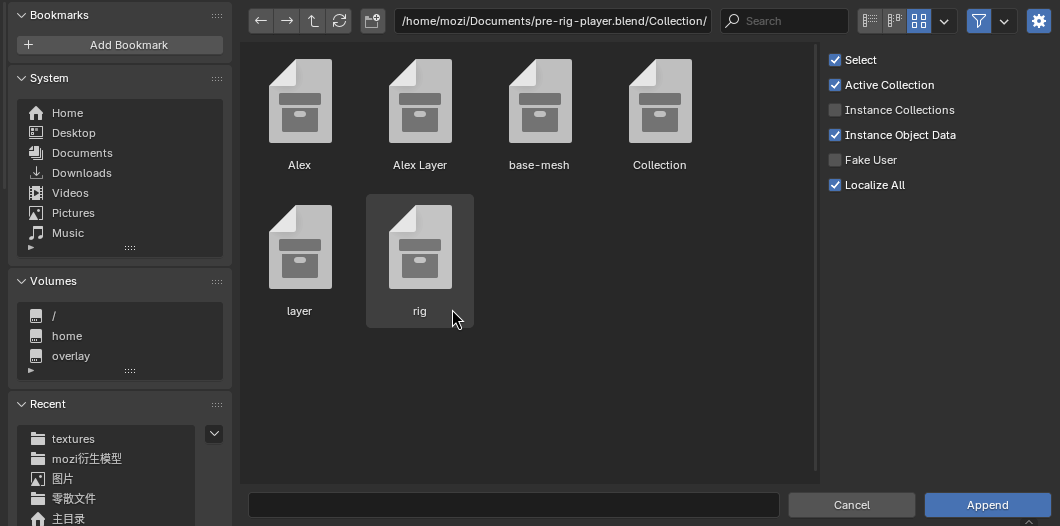 Bookmarks
Add Bookmark
System
Home
Desktop
Documents
Downloads
Videos
Pictures
Music
Volumes
/
home
overlay
Recent
textures
mozi衍生模型
图片
零散文件
主目录
/home/mozi/Documents/pre-rig-player.blend/Collection/
Search
Alex
Alex Layer
base-mesh
Collection
layer
rig
Select
Active Collection
Instance Collections
Instance Object Data
Fake User
Localize All
Cancel
Append